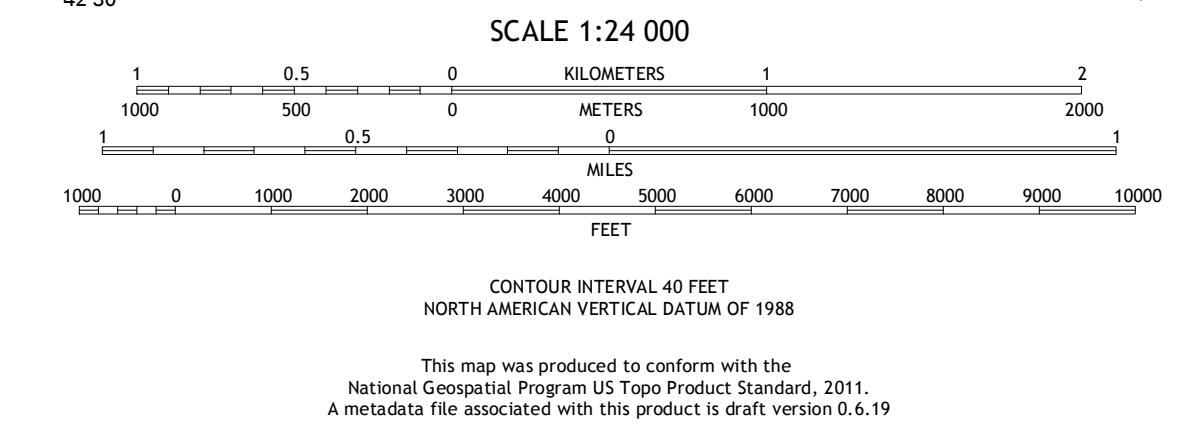 SCALE 1:24 000
1 0.5 0 KILOMETERS 1 2
1000 500 0 METERS 1000 2000
1 0.5 0 1
MILES
1000 0 1000 2000 3000 4000 5000 6000 7000 8000 9000 10000
FEET
CONTOUR INTERVAL 40 FEET
NORTH AMERICAN VERTICAL DATUM OF 1988
This map was produced to conform with the
National Geospatial Program US Topo Product Standard, 2011.
A metadata file associated with this product is draft version 0.6.19